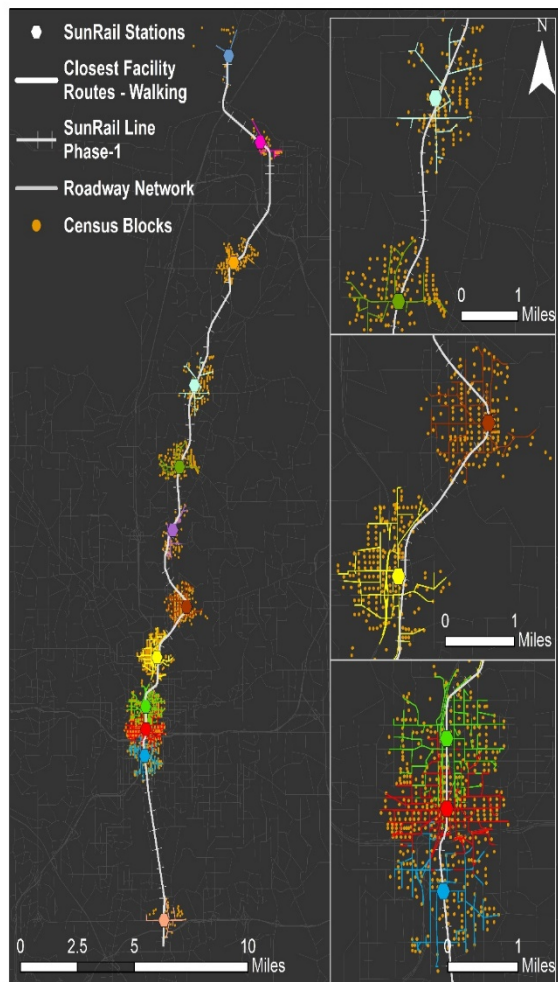 SunRail Stations
Closest Facility
Routes - Walking
SunRail Line
Phase-1
Roadway Network
Census Blocks
N
0 1
Miles
0 1
Miles
0 1
Miles
0 2.5 5 10
Miles